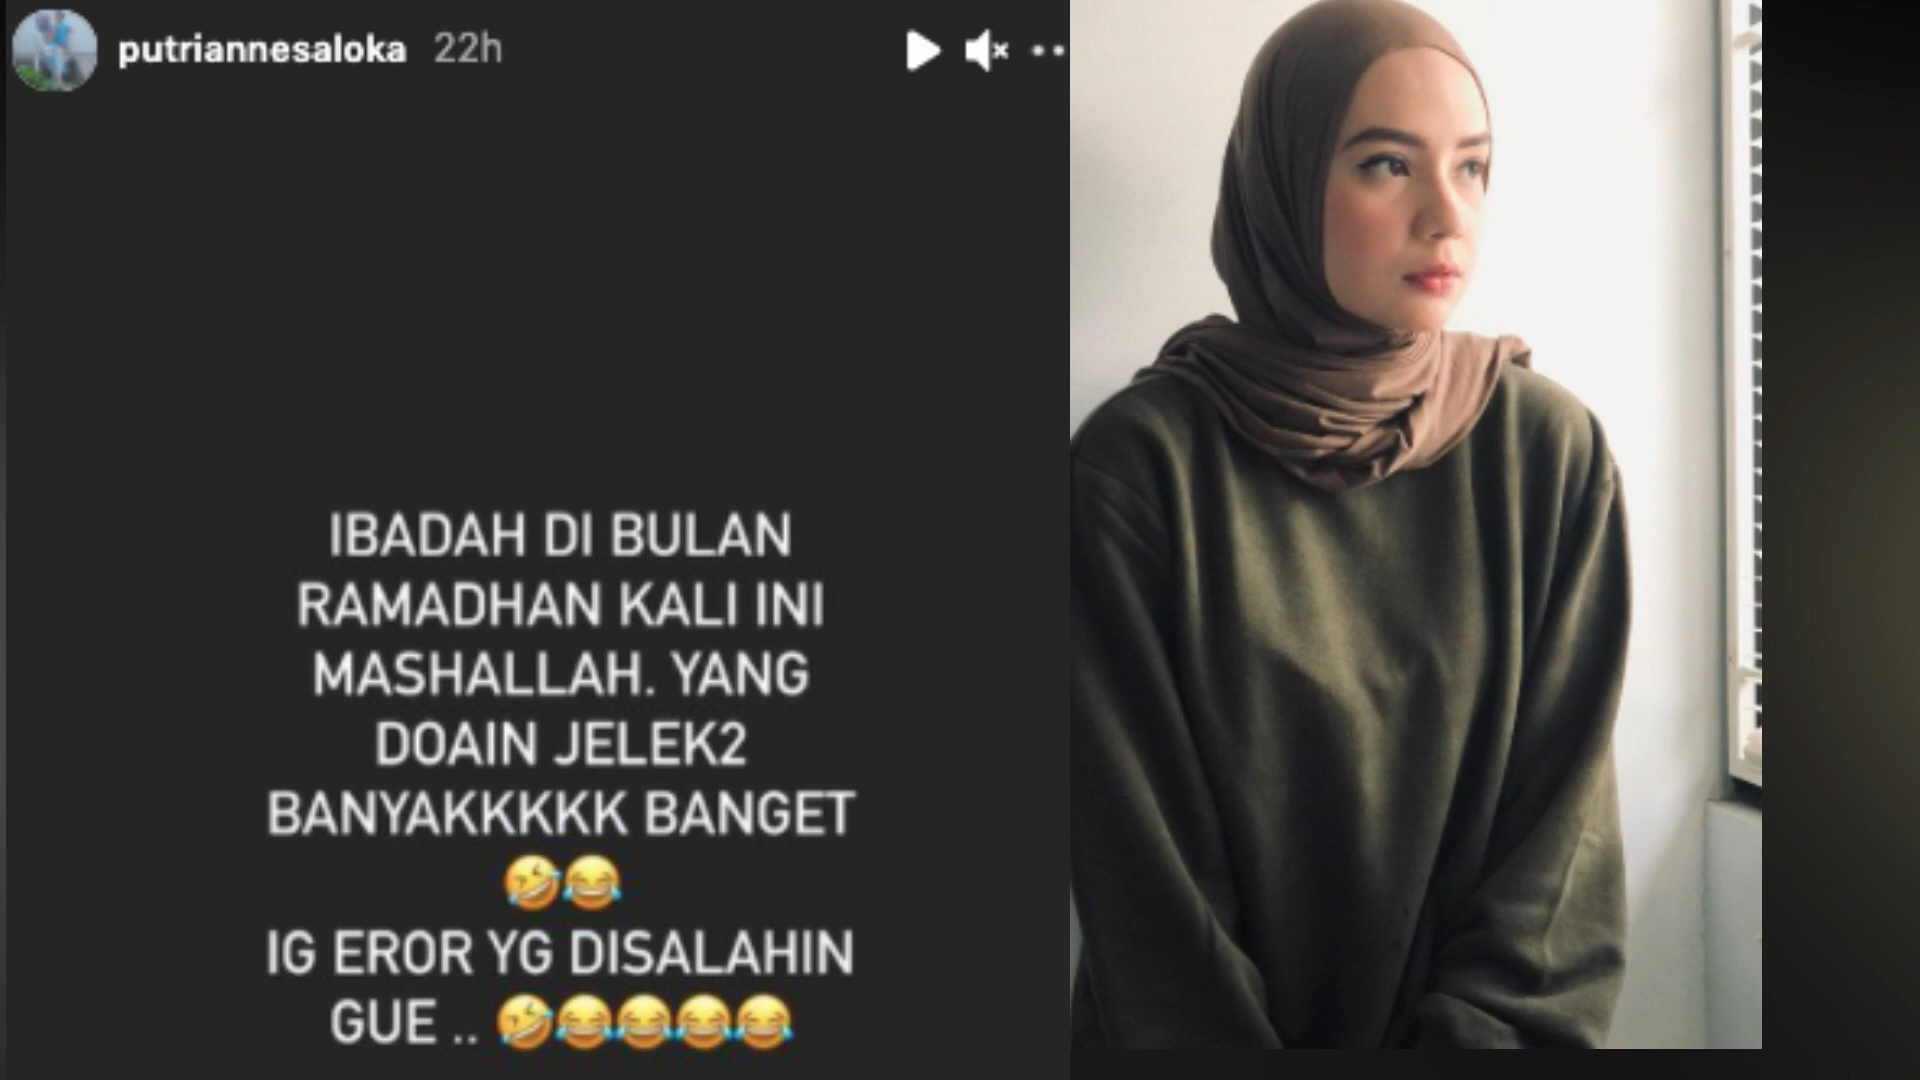 putriannesaloka 22h
IBADAH DI BULAN
RAMADHAN KALI INI
MASHALLAH. YANG
DOAIN JELEK2
BANYAKKKKK BANGET
🤣😂
IG EROR YG DISALAHIN
GUE .. 🤣😂😂😂😂